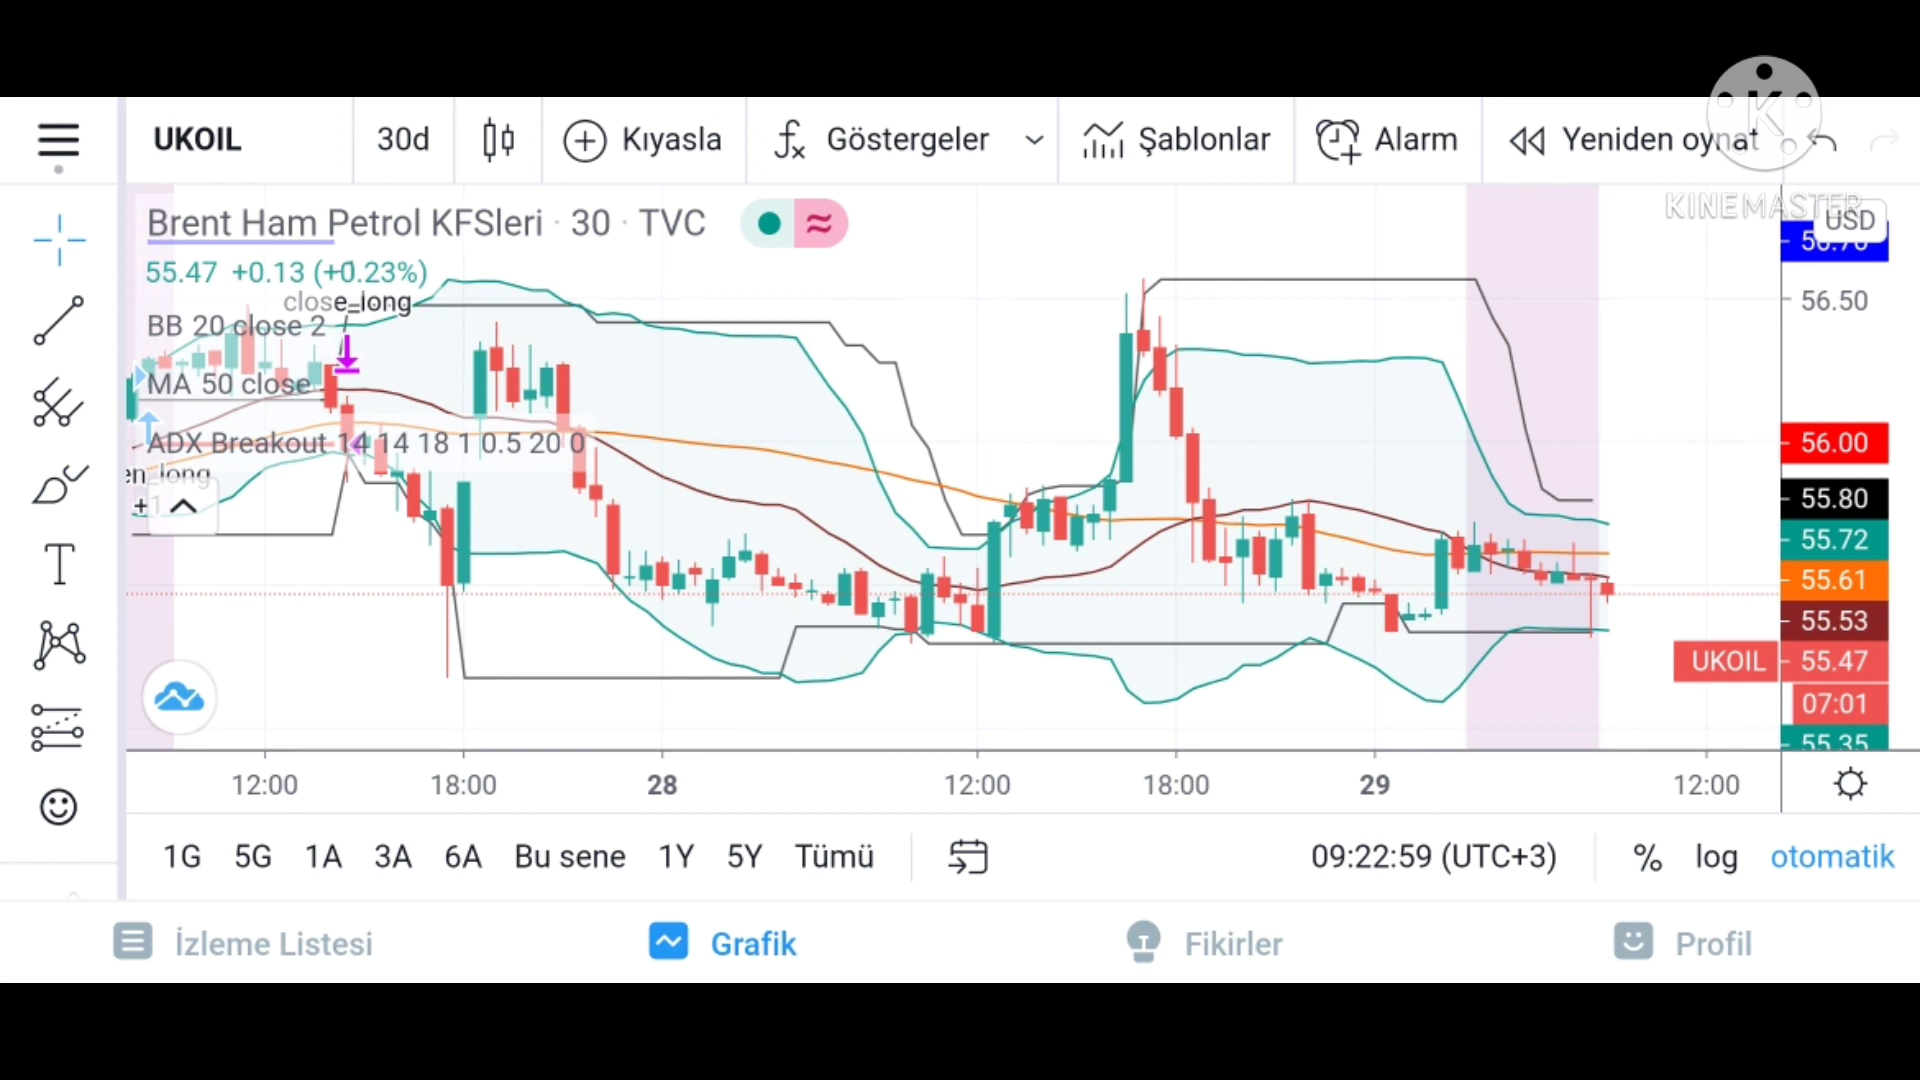 UKOIL 30d Kıyasla Göstergeler Şablonlar Alarm Yeniden oynat
KINEMASTER
Brent Ham Petrol KFSleri · 30 · TVC
USD
55.47 +0.13 (+0.23%)
close_long
56.50
BB 20 close 2
MA 50 close
ADX Breakout 14 14 18 1 0.5 20 0
56.00
en_long
+1
55.80
55.72
55.61
55.53
UKOIL 55.47
07:01
55.35
12:00 18:00 28 12:00 18:00 29 12:00
1G 5G 1A 3A 6A Bu sene 1Y 5Y Tümü 09:22:59 (UTC+3) % log otomatik
İzleme Listesi Grafik Fikirler Profil